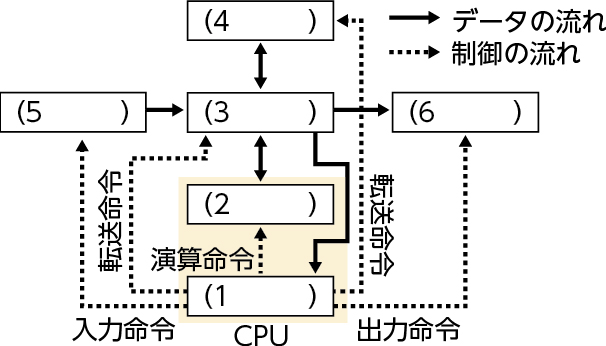 (4　　　)
データの流れ
制御の流れ
(5　　　)
(3　　　)
(6　　　)
転送命令
転送命令
(2　　　)
演算命令
(1　　　)
入力命令
CPU
出力命令